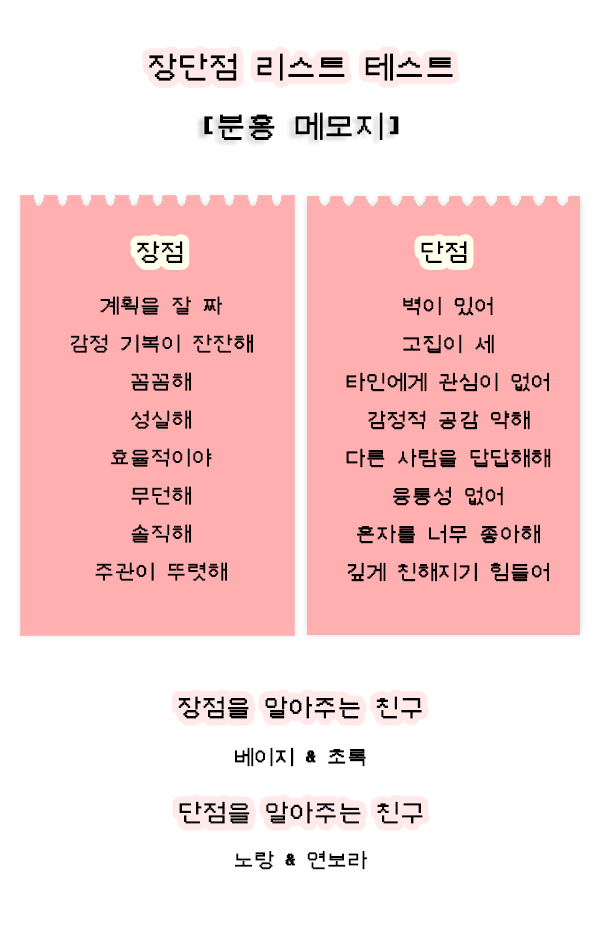 장단점 리스트 테스트
[분홍 메모지]
장점
계획을 잘 짜
감정 기복이 잔잔해
꼼꼼해
성실해
효율적이야
무던해
솔직해
주관이 뚜렷해
단점
벽이 있어
고집이 세
타인에게 관심이 없어
감정적 공감 약해
다른 사람을 답답해해
융통성 없어
혼자를 너무 좋아해
깊게 친해지기 힘들어
장점을 알아주는 친구
베이지 & 초록
단점을 알아주는 친구
노랑 & 연보라